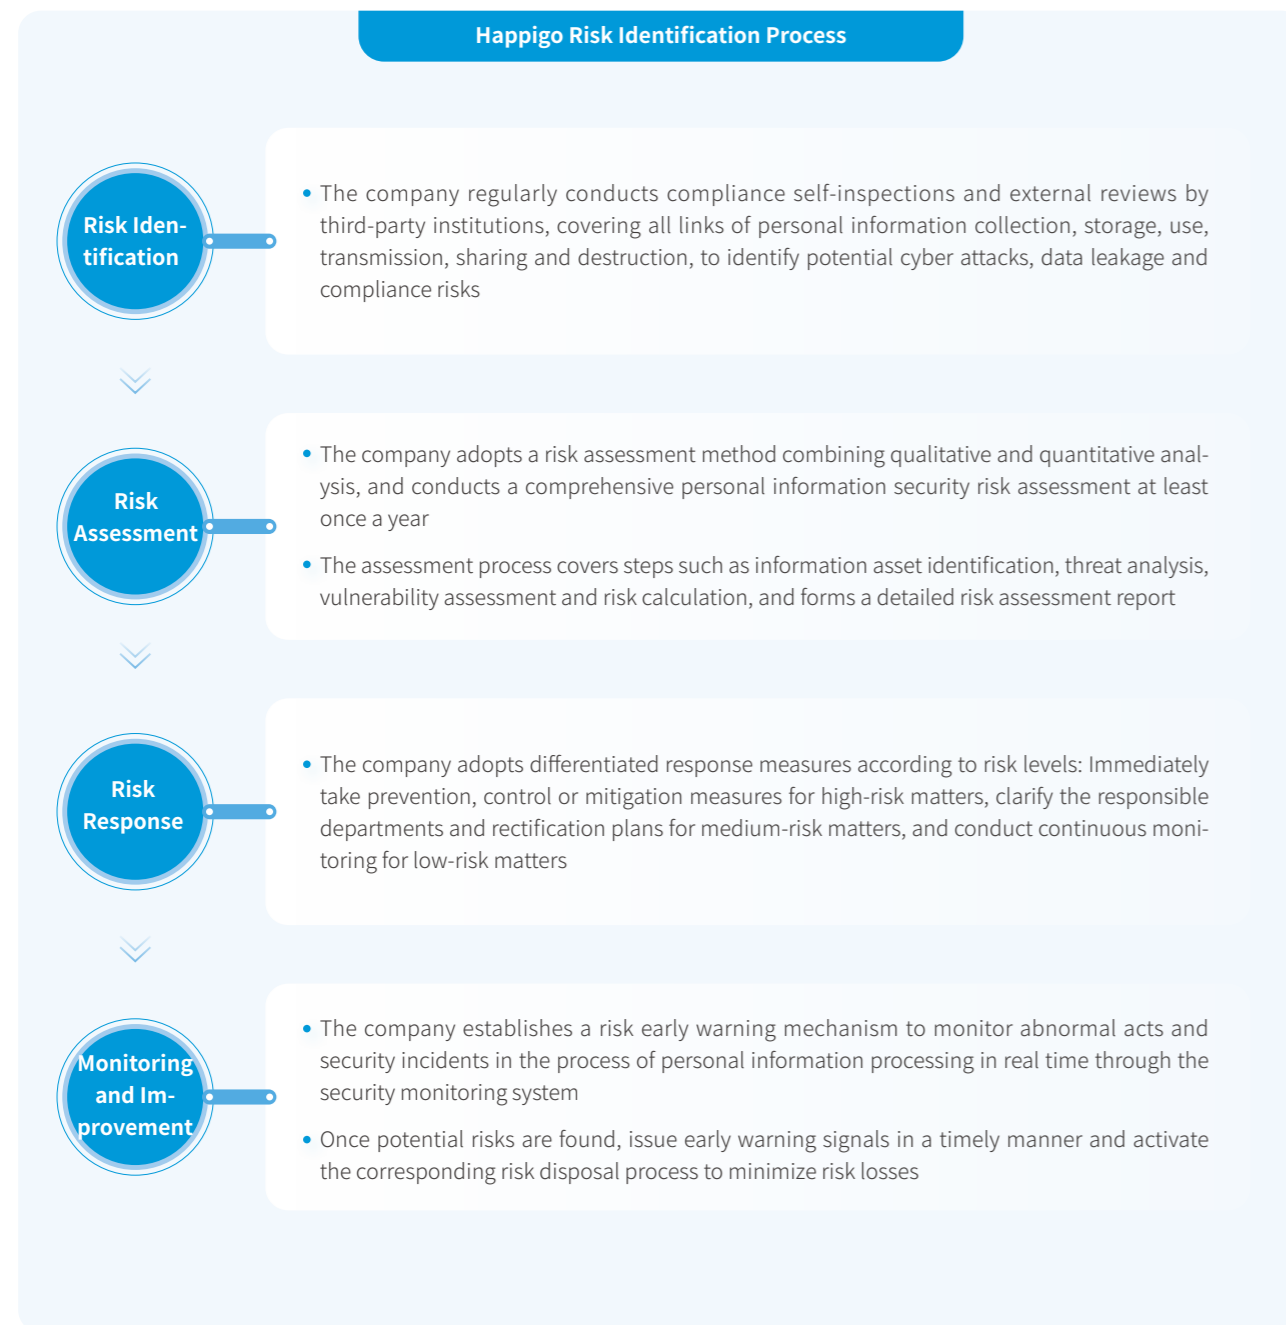 Happigo Risk Identification Process
Risk Iden-
tification
• The company regularly conducts compliance self-inspections and external reviews by
third-party institutions, covering all links of personal information collection, storage, use,
transmission, sharing and destruction, to identify potential cyber attacks, data leakage and
compliance risks
Risk
Assessment
• The company adopts a risk assessment method combining qualitative and quantitative anal-
ysis, and conducts a comprehensive personal information security risk assessment at least
once a year
• The assessment process covers steps such as information asset identification, threat analysis,
vulnerability assessment and risk calculation, and forms a detailed risk assessment report
Risk
Response
• The company adopts differentiated response measures according to risk levels: Immediately
take prevention, control or mitigation measures for high-risk matters, clarify the responsible
departments and rectification plans for medium-risk matters, and conduct continuous moni-
toring for low-risk matters
Monitoring
and Im-
provement
• The company establishes a risk early warning mechanism to monitor abnormal acts and
security incidents in the process of personal information processing in real time through the
security monitoring system
• Once potential risks are found, issue early warning signals in a timely manner and activate
the corresponding risk disposal process to minimize risk losses